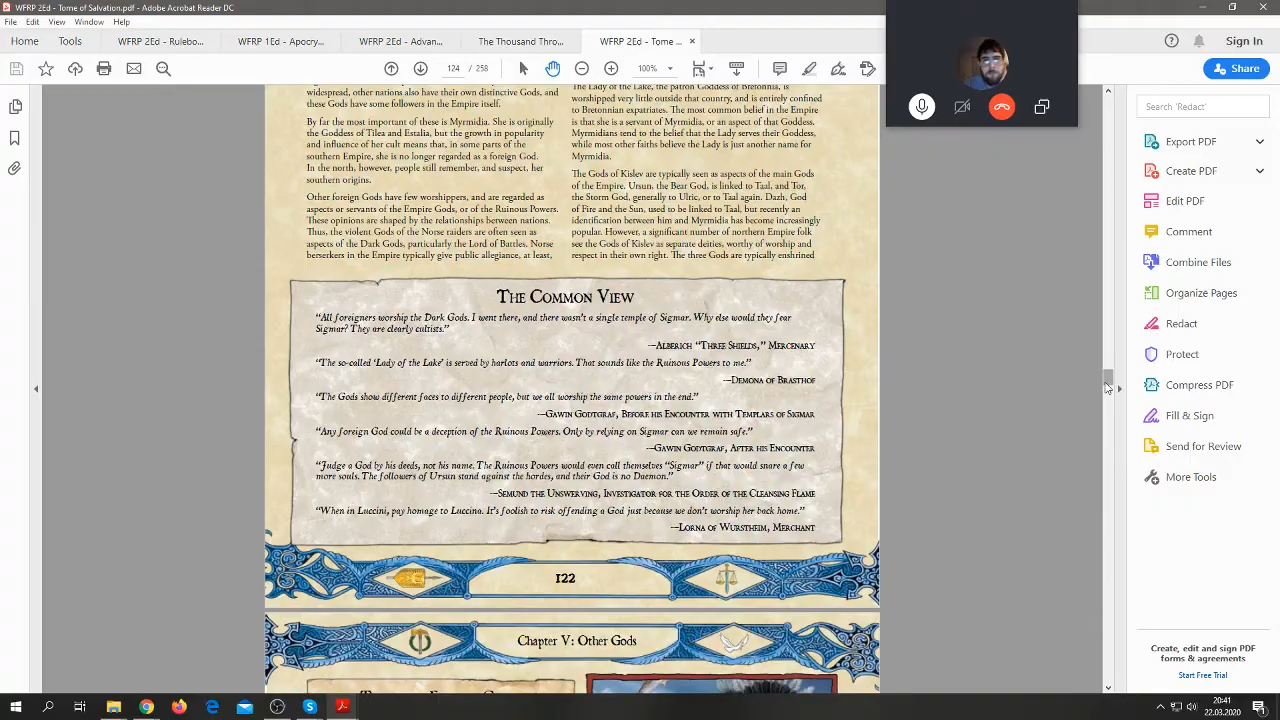 WFRP 2Ed - Tome of Salvation.pdf - Adobe Acrobat Reader DC
File Edit View Window Help
Home Tools WFRP 2Ed - Rulebo... WFRP 1Ed - Apocry... WFRP 2Ed - Advan... The Thousand Thro... WFRP 2Ed - Tome ... × Sign In
124 / 258 100% Share
widespread, other nations also have their own distinctive Gods, and
these Gods have some followers in the Empire itself.
By far the most important of these is Myrmidia. She is originally
the Goddess of Tilea and Estalia, but the growth in popularity
and influence of her cult means that, in some parts of the
southern Empire, she is no longer regarded as a foreign God.
In the north, however, people still remember, and suspect, her
southern origins.
Other foreign Gods have few worshippers, and are regarded as
aspects or servants of the Empire Gods, or of the Ruinous Powers.
These opinions are shaped by the relationships between nations.
Thus, the violent Gods of the Norse raiders are often seen as
aspects of the Dark Gods, particularly the Lord of Battles. Norse
berserkers in the Empire typically give public allegiance, at least,
The Lady of the Lake, the patron Goddess of Bretonnia, is
worshipped very little outside that country, and is entirely confined
to Bretonnian expatriates. The most common belief in the Empire
is that she is a servant of Myrmidia, or an aspect of that Goddess.
Myrmidians tend to the belief that the Lady serves their Goddess,
while most other faiths believe the Lady is just another name for
Myrmidia.
The Gods of Kislev are typically seen as aspects of the main Gods
of the Empire. Ursun, the Bear God, is linked to Taal, and Tor,
the Storm God, generally to Ulric, or to Taal again. Dazh, God
of Fire and the Sun, used to be linked to Taal, but recently an
identification between him and Myrmidia has become increasingly
popular. However, a significant number of northern Empire folk
see the Gods of Kislev as separate deities, worthy of worship and
respect in their own right. The three Gods are typically enshrined
The Common View
“All foreigners worship the Dark Gods. I went there, and there wasn’t a single temple of Sigmar. Why else would they fear
Sigmar? They are clearly cultists.”
—Alberich “Three Shields,” Mercenary
“The so-called ‘Lady of the Lake’ is served by harlots and warriors. That sounds like the Ruinous Powers to me.”
—Demona of Brasthof
“The Gods show different faces to different people, but we all worship the same powers in the end.”
—Gawin Godtgraf, Before his Encounter with Templars of Sigmar
“Any foreign God could be a deception of the Ruinous Powers. Only by relying on Sigmar can we remain safe.”
—Gawin Godtgraf, After his Encounter
“Judge a God by his deeds, not his name. The Ruinous Powers would even call themselves “Sigmar” if that would snare a few
more souls. The followers of Ursun stand against the hordes, and their God is no Daemon.”
—Semund the Unswerving, Investigator for the Order of the Cleansing Flame
“When in Luccini, pay homage to Luccina. It’s foolish to risk offending a God just because we don’t worship her back home.”
—Lorna of Wurstheim, Merchant
122
Chapter V: Other Gods
Search 'Redact'
Export PDF
Create PDF
Edit PDF
Comment
Combine Files
Organize Pages
Redact
Protect
Compress PDF
Fill & Sign
Send for Review
More Tools
Create, edit and sign PDF
forms & agreements
Start Free Trial
20:41
22.03.2020